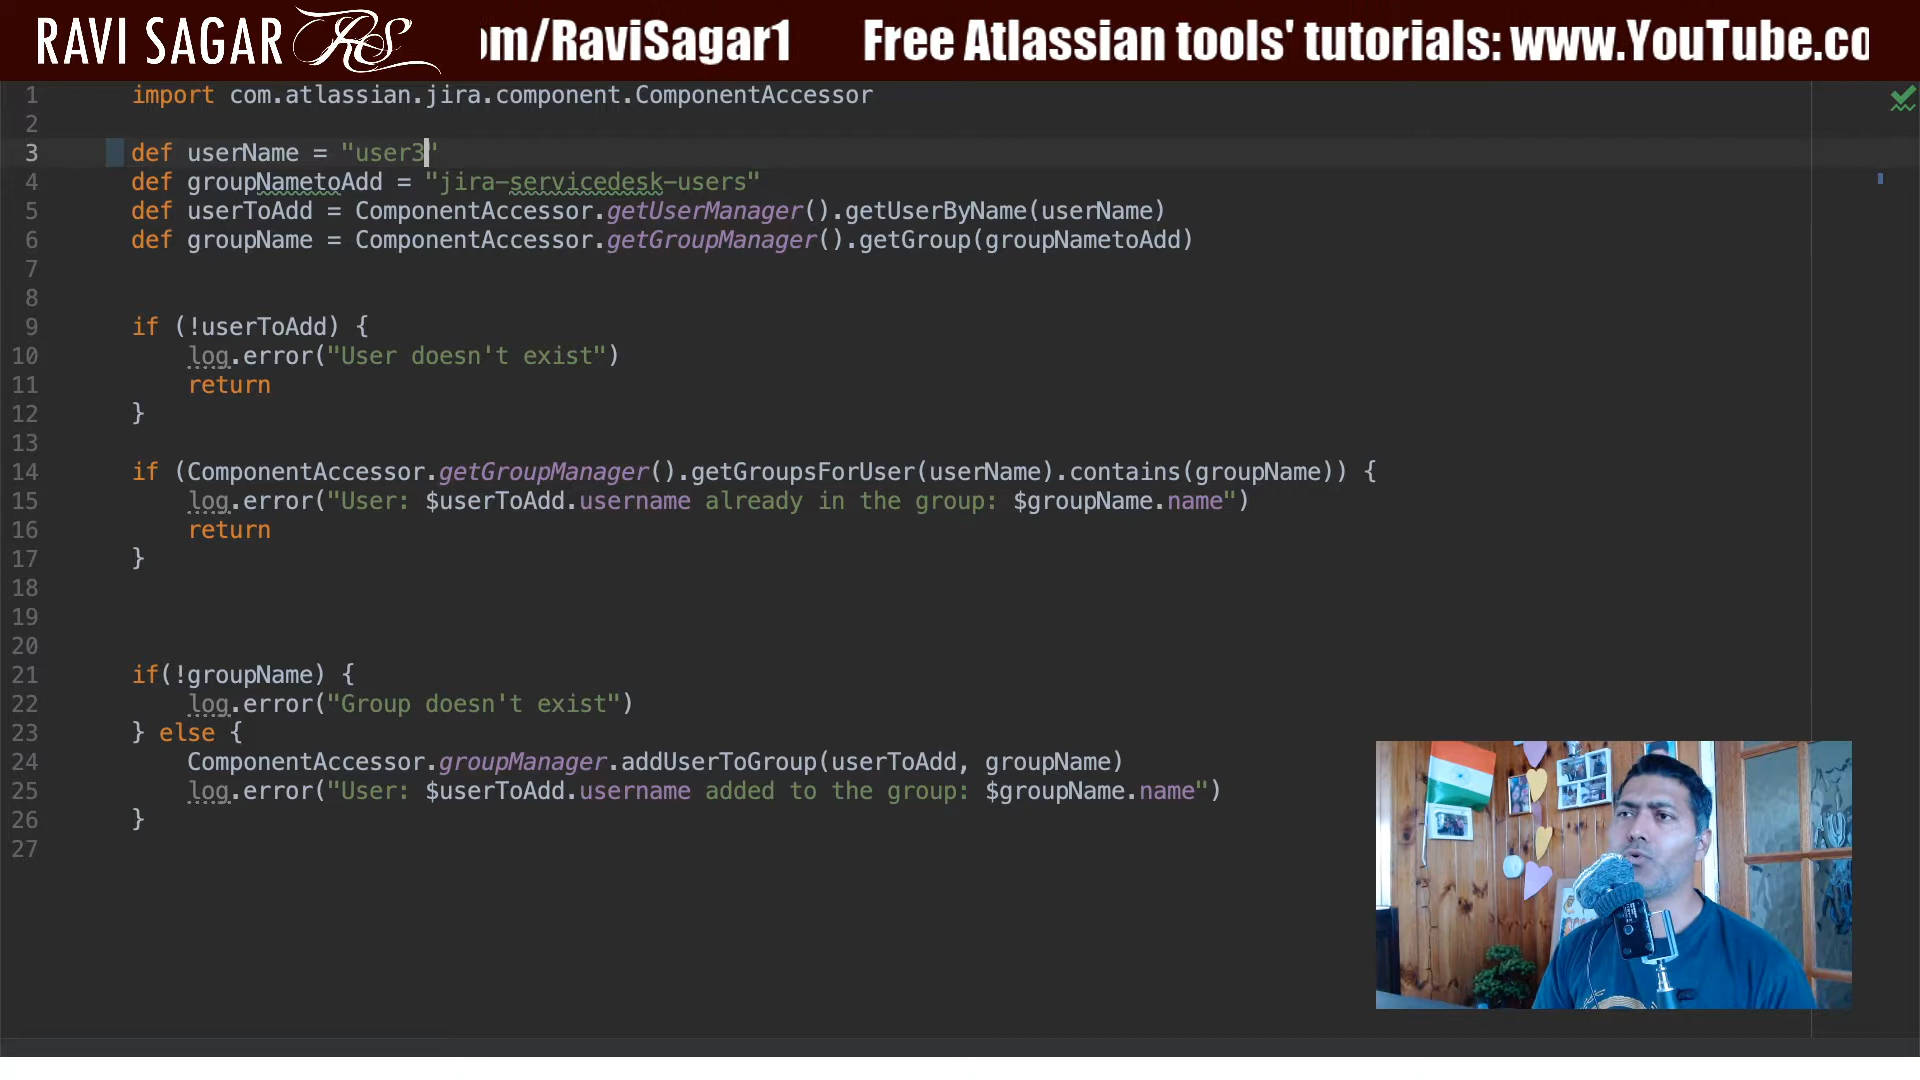 RAVI SAGAR RS om/RaviSagar1 Free Atlassian tools' tutorials: www.YouTube.co
1 import com.atlassian.jira.component.ComponentAccessor
2
3 def userName = "user3"
4 def groupNametoAdd = "jira-servicedesk-users"
5 def userToAdd = ComponentAccessor.getUserManager().getUserByName(userName)
6 def groupName = ComponentAccessor.getGroupManager().getGroup(groupNametoAdd)
7
8
9 if (!userToAdd) {
10 log.error("User doesn't exist")
11 return
12 }
13
14 if (ComponentAccessor.getGroupManager().getGroupsForUser(userName).contains(groupName)) {
15 log.error("User: $userToAdd.username already in the group: $groupName.name")
16 return
17 }
18
19
20
21 if(!groupName) {
22 log.error("Group doesn't exist")
23 } else {
24 ComponentAccessor.groupManager.addUserToGroup(userToAdd, groupName)
25 log.error("User: $userToAdd.username added to the group: $groupName.name")
26 }
27